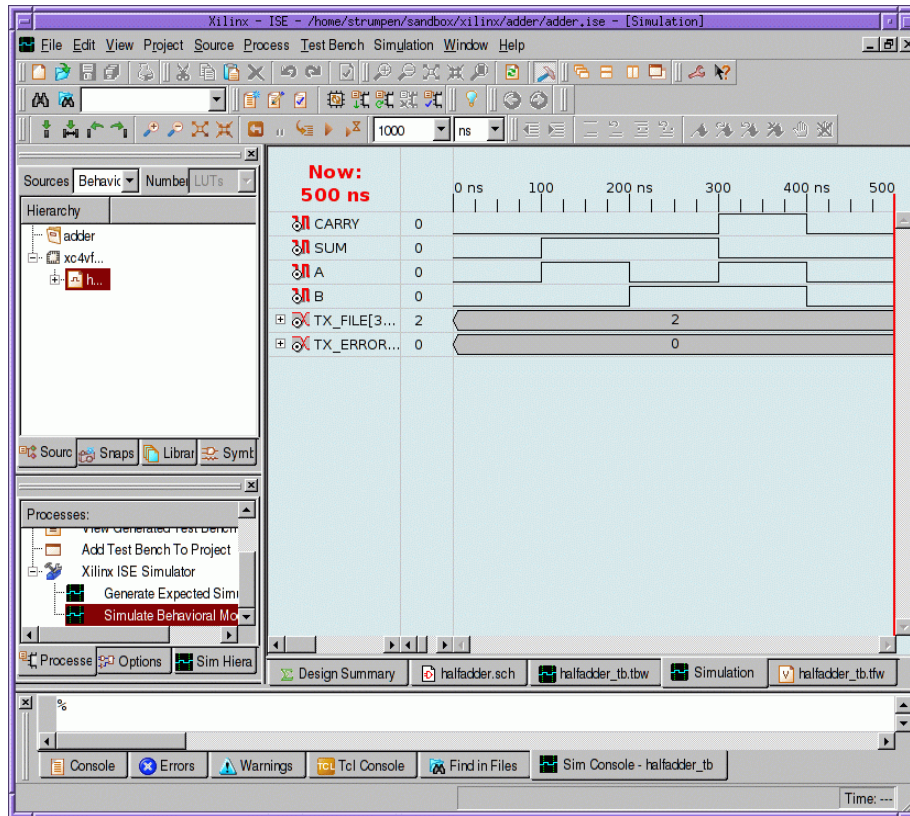 Xilinx - ISE - /home/strumpen/sandbox/xilinx/adder/adder.ise - [Simulation]
File Edit View Project Source Process Test Bench Simulation Window Help
1000 ns
Sources Behavic Number LUTs
Hierarchy
adder
xc4vf...
h...
Sourc Snaps Librar Symb
Processes:
View Generated Test Bench
Add Test Bench To Project
Xilinx ISE Simulator
Generate Expected Simu
Simulate Behavioral Mo
Processe Options Sim Hiera
Now:
500 ns
0 ns 100 200 ns 300 400 ns 500
CARRY 0
SUM 0
A 0
B 0
TX_FILE[3... 2 2
TX_ERROR... 0 0
Design Summary halfadder.sch halfadder_tb.tbw Simulation halfadder_tb.tfw
%
Console Errors Warnings TCL Tcl Console Find in Files Sim Console - halfadder_tb
Time: ---